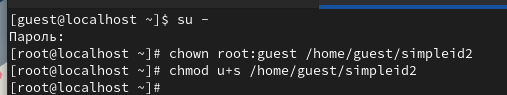 [guest@localhost ~]$ su -
Пароль:
[root@localhost ~]# chown root:guest /home/guest/simpleid2
[root@localhost ~]# chmod u+s /home/guest/simpleid2
[root@localhost ~]#